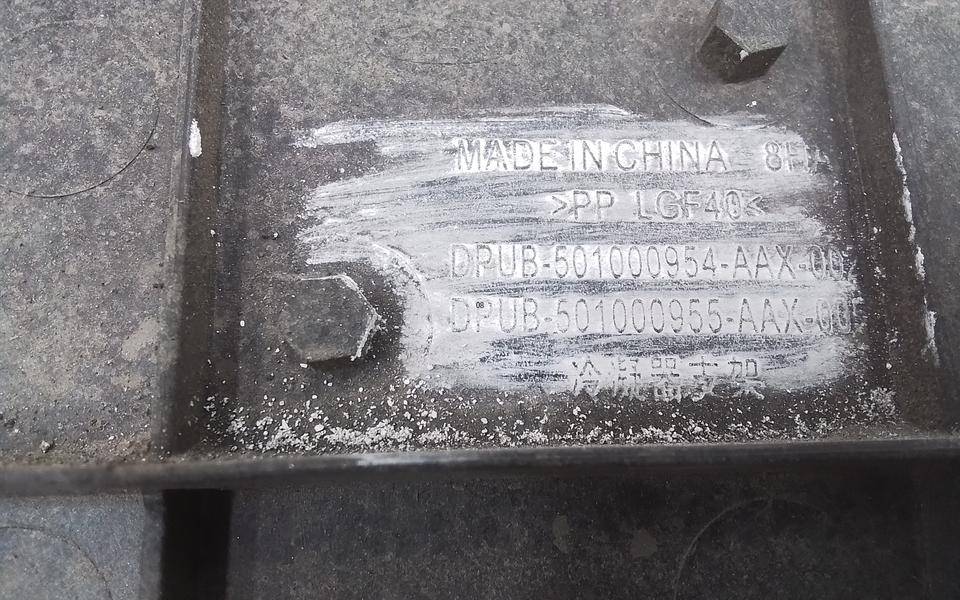 MADE IN CHINA
>PP LGF40<
DPUB-501000954-AAX-00
DPUB-501000955-AAX-00
冷凝器支架